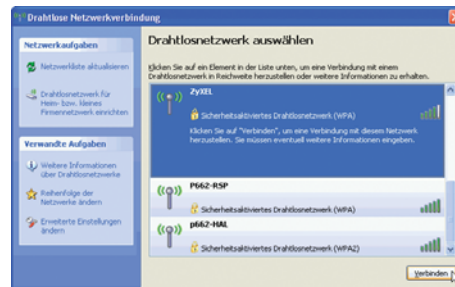 Drahtlose Netzwerkverbindung
Netzwerkaufgaben
Netzwerkliste aktualisieren
Drahtlosnetzwerk für
Heim- bzw. kleines
Firmennetzwerk einrichten
Verwandte Aufgaben
Weitere Informationen
über Drahtlosnetzwerke
Reihenfolge der
Netzwerke ändern
Erweiterte Einstellungen
ändern
Drahtlosnetzwerk auswählen
Klicken Sie auf ein Element in der Liste unten, um eine Verbindung mit einem
Drahtlosnetzwerk in Reichweite herzustellen oder weitere Informationen zu erhalten.
ZyXEL
Sicherheitsaktiviertes Drahtlosnetzwerk (WPA)
Klicken Sie auf "Verbinden", um eine Verbindung mit diesem Netzwerk
herzustellen. Sie müssen eventuell weitere Informationen eingeben.
P662-RSP
Sicherheitsaktiviertes Drahtlosnetzwerk (WPA)
p662-HAL
Sicherheitsaktiviertes Drahtlosnetzwerk (WPA2)
Verbinden